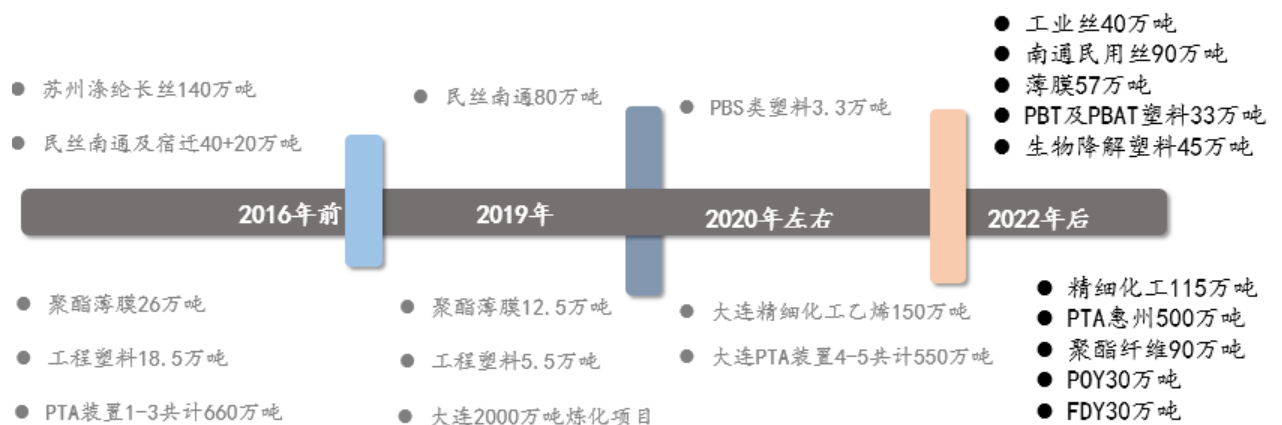 苏州涤纶长丝140万吨
民丝南通及宿迁40+20万吨
民丝南通80万吨
PBS类塑料3.3万吨
工业丝40万吨
南通民用丝90万吨
薄膜57万吨
PBT及PBAT塑料33万吨
生物降解塑料45万吨
2016年前
2019年
2020年左右
2022年后
聚酯薄膜26万吨
工程塑料18.5万吨
PTA装置1-3共计660万吨
聚酯薄膜12.5万吨
工程塑料5.5万吨
大连2000万吨炼化项目
大连精细化工乙烯150万吨
大连PTA装置4-5共计550万吨
精细化工115万吨
PTA惠州500万吨
聚酯纤维90万吨
POY30万吨
FDY30万吨